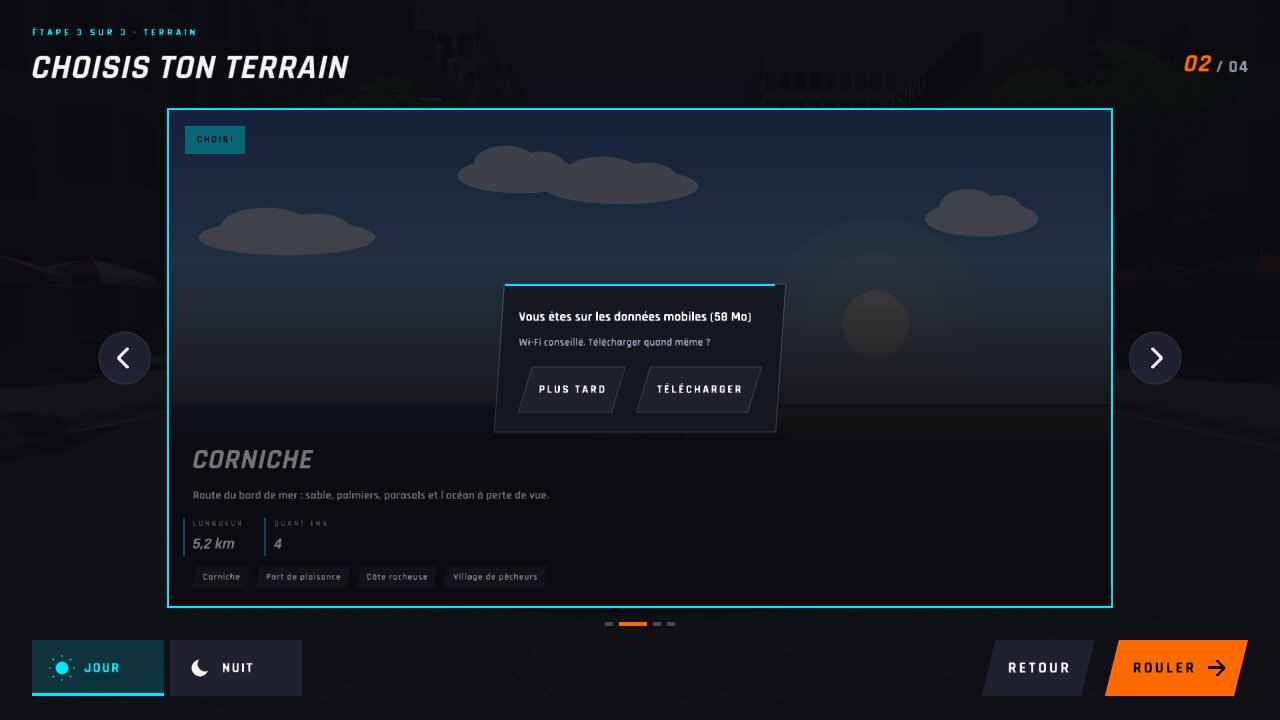 ÉTAPE 3 SUR 3 · TERRAIN
CHOISIS TON TERRAIN
02 / 04
CHOISI
Vous êtes sur les données mobiles (58 Mo)
Wi-Fi conseillé. Télécharger quand même ?
PLUS TARD
TÉLÉCHARGER
CORNICHE
Route du bord de mer : sable, palmiers, parasols et l'océan à perte de vue.
LONGUEUR
QUARTIERS
5,2 km
4
Corniche
Port de plaisance
Côte rocheuse
Village de pêcheurs
JOUR
NUIT
RETOUR
ROULER